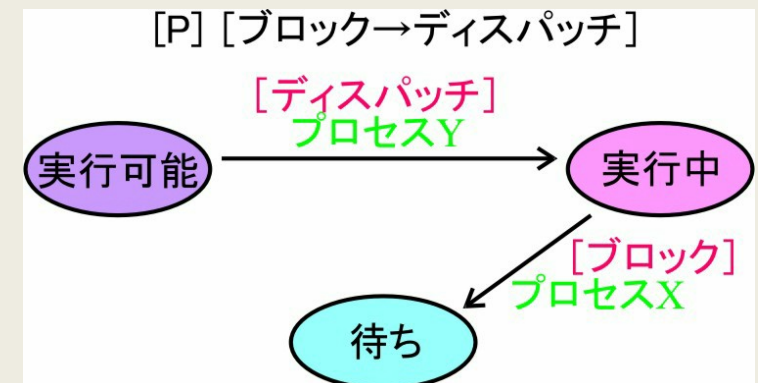 [P] [ブロック→ディスパッチ]
[ディスパッチ]
プロセスY
実行可能
実行中
[ブロック]
プロセスX
待ち